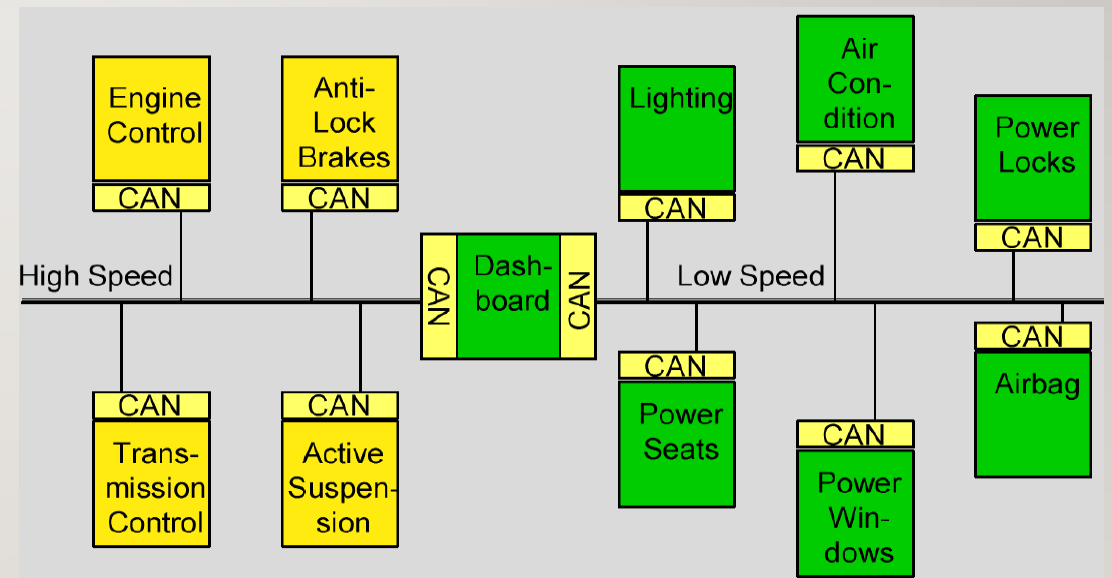 Engine
Control
CAN
Anti-
Lock
Brakes
CAN
Lighting
CAN
Air
Con-
dition
CAN
Power
Locks
CAN
High Speed
CAN
Dash-
board
CAN
Low Speed
CAN
Trans-
mission
Control
CAN
Active
Suspen-
sion
CAN
Power
Seats
CAN
Power
Win-
dows
CAN
Airbag